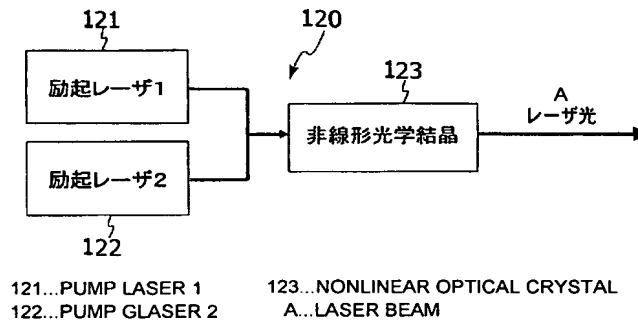 121
120
励起レーザ1
123
A
レーザ光
非線形光学結晶
励起レーザ2
122
121...PUMP LASER 1
123...NONLINEAR OPTICAL CRYSTAL
122...PUMP GLASER 2
A...LASER BEAM